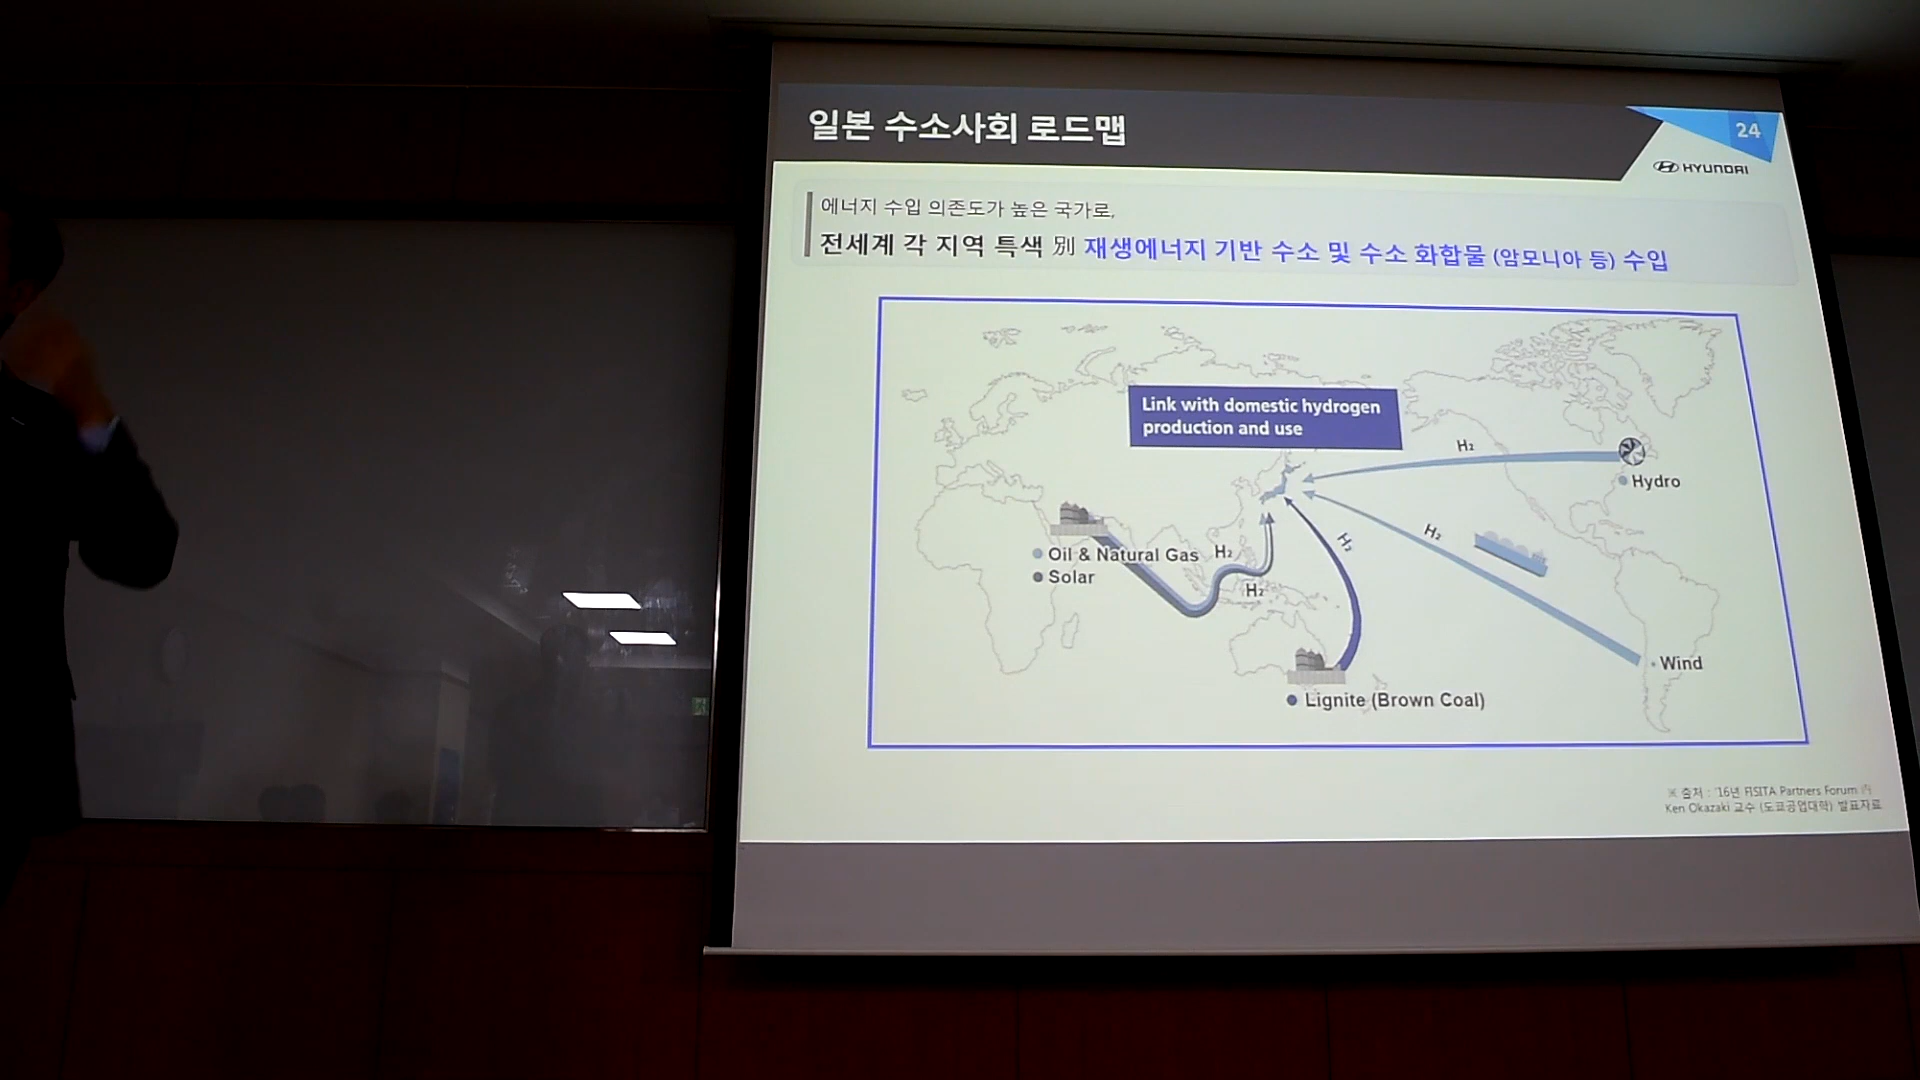 일본 수소사회 로드맵
24
HYUNDAI
에너지 수입 의존도가 높은 국가로,
전세계 각 지역 특색 別 재생에너지 기반 수소 및 수소 화합물 (암모니아 등) 수입
Link with domestic hydrogen
production and use
H₂
Hydro
H₂
H₂
Oil & Natural Gas
Solar
H₂
H₂
Wind
Lignite (Brown Coal)
※ 출처 : '16년 FISITA Partners Forum 內
Ken Okazaki 교수 (도쿄공업대학) 발표자료